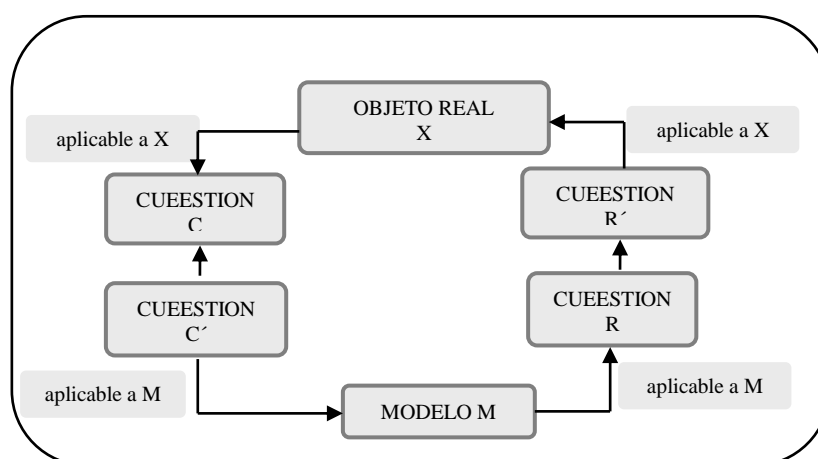 OBJETO REAL
X
aplicable a X
aplicable a X
CUEESTION
C
CUEESTION
R´
CUEESTION
C´
CUEESTION
R
aplicable a M
aplicable a M
MODELO M